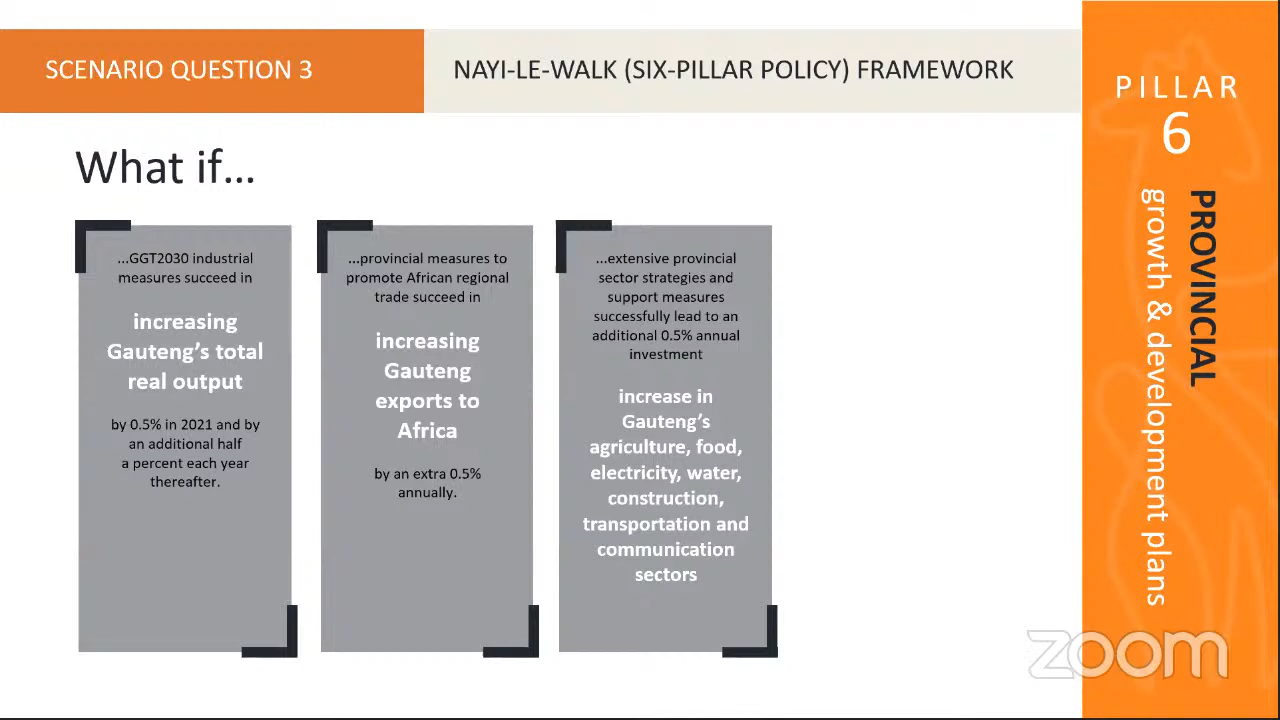 SCENARIO QUESTION 3
NAYI-LE-WALK (SIX-PILLAR POLICY) FRAMEWORK
What if...
...GGT2030 industrial
measures succeed in
increasing
Gauteng's total
real output
by 0.5% in 2021 and by
an additional half
a percent each year
thereafter.
...provincial measures to
promote African regional
trade succeed in
increasing
Gauteng
exports to
Africa
by an extra 0.5%
annually.
...extensive provincial
sector strategies and
support measures
successfully lead to an
additional 0.5% annual
investment
increase in
Gauteng's
agriculture, food,
electricity, water,
construction,
transportation and
communication
sectors
PILLAR
6
PROVINCIAL
growth & development plans
zoom